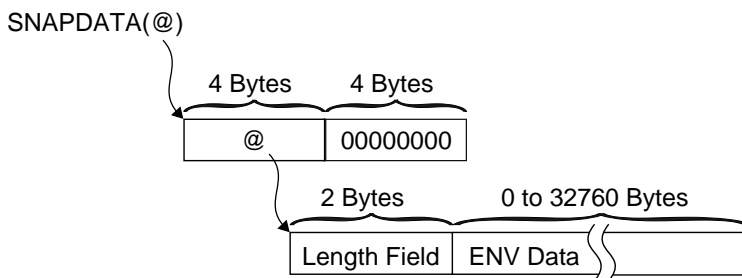 SNAPDATA(@)
4 Bytes 4 Bytes
@ 00000000
2 Bytes 0 to 32760 Bytes
Length Field ENV Data